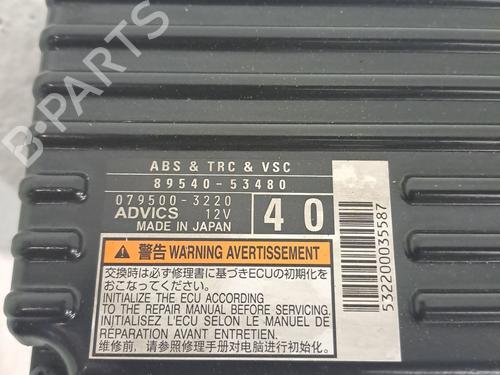 B-PARTS
ABS & TRC & VSC
89540-53480
079500-3220
ADVICS 12V
MADE IN JAPAN
40
532200035587
警告 WARNING AVERTISSEMENT
交換時は必ず修理書に基づきECUの初期化を
おこなってください。
INITIALIZE THE ECU ACCORDING
TO THE REPAIR MANUAL BEFORE SERVICING.
INITIALISEZ L'ECU SELON LE MANUEL DE
RÉPARATION AVANT ENTRETIEN.
维修前，请参照修理手册对电脑进行初始化。